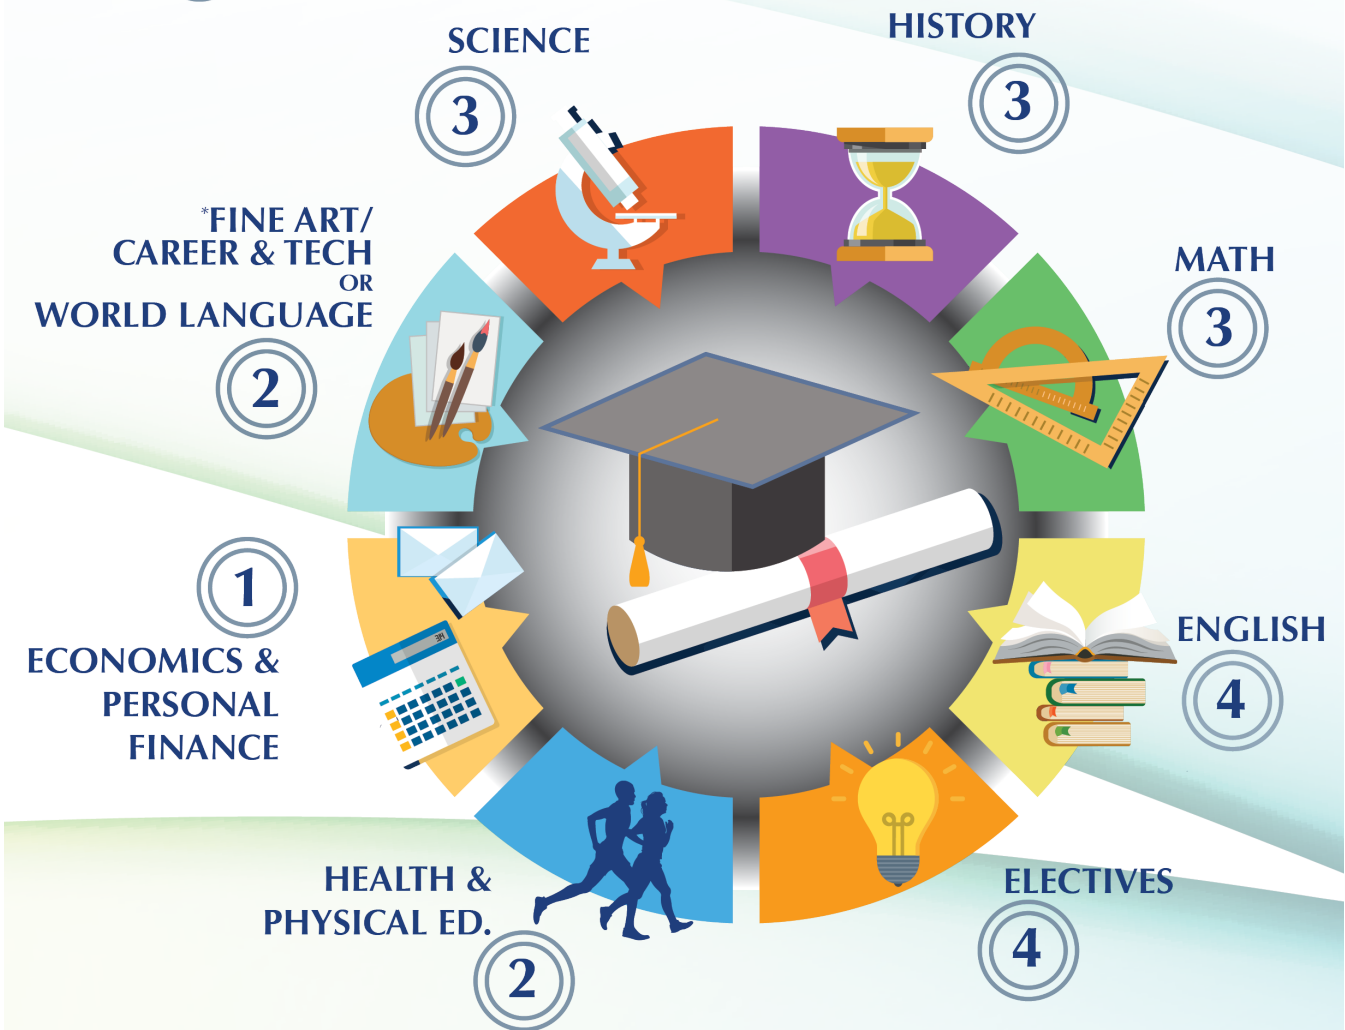 SCIENCE
3
HISTORY
3
*FINE ART/
CAREER & TECH
OR
WORLD LANGUAGE
2
MATH
3
1
ECONOMICS &
PERSONAL
FINANCE
ENGLISH
4
HEALTH &
PHYSICAL ED.
2
ELECTIVES
4